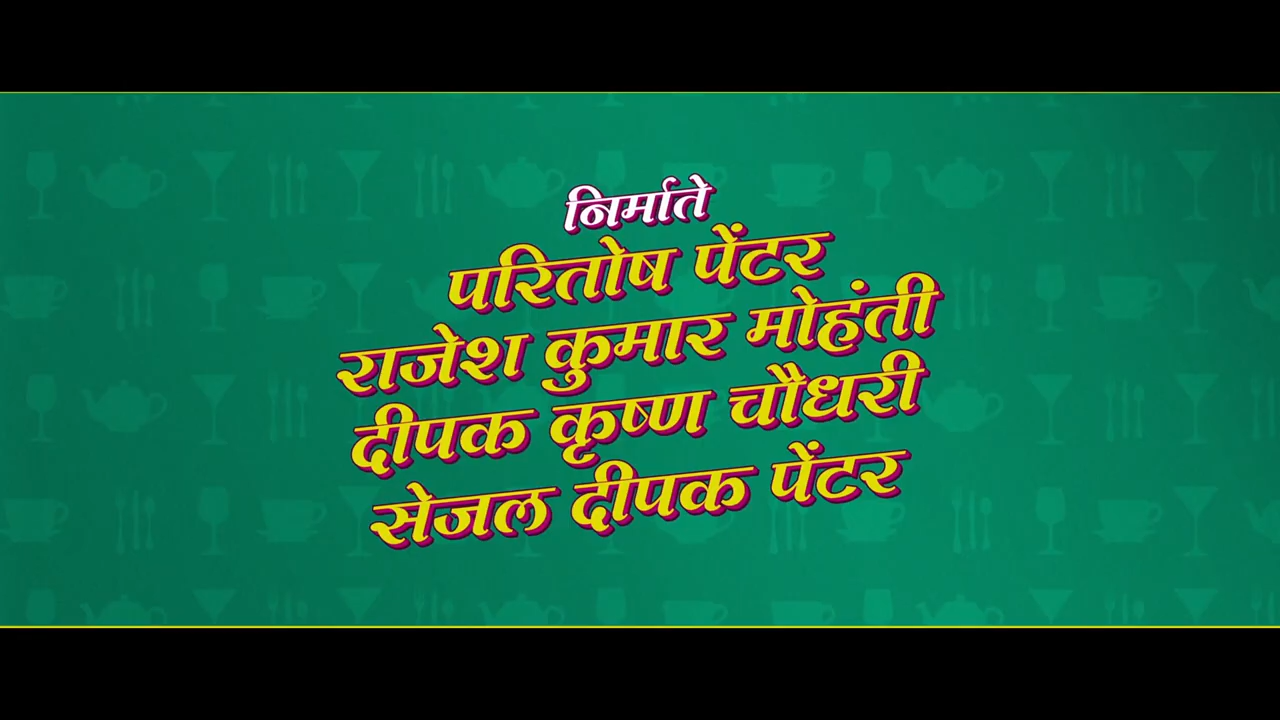 निर्माते
परितोष पेंटर
राजेश कुमार मोहंती
दीपक कृष्ण चौधरी
सेजल दीपक पेंटर